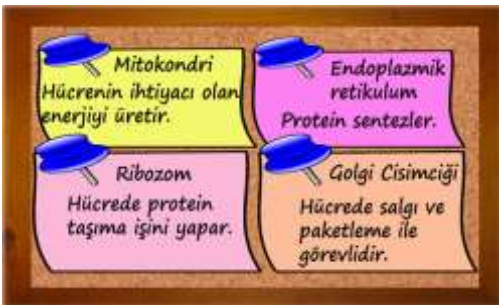 Mitokondri
Hücrenin ihtiyacı olan
enerjiyi üretir.
Endoplazmik
retikulum
Protein sentezler.
Ribozom
Hücrede protein
taşıma işini yapar.
Golgi Cisimciği
Hücrede salgı ve
paketleme ile
görevlidir.